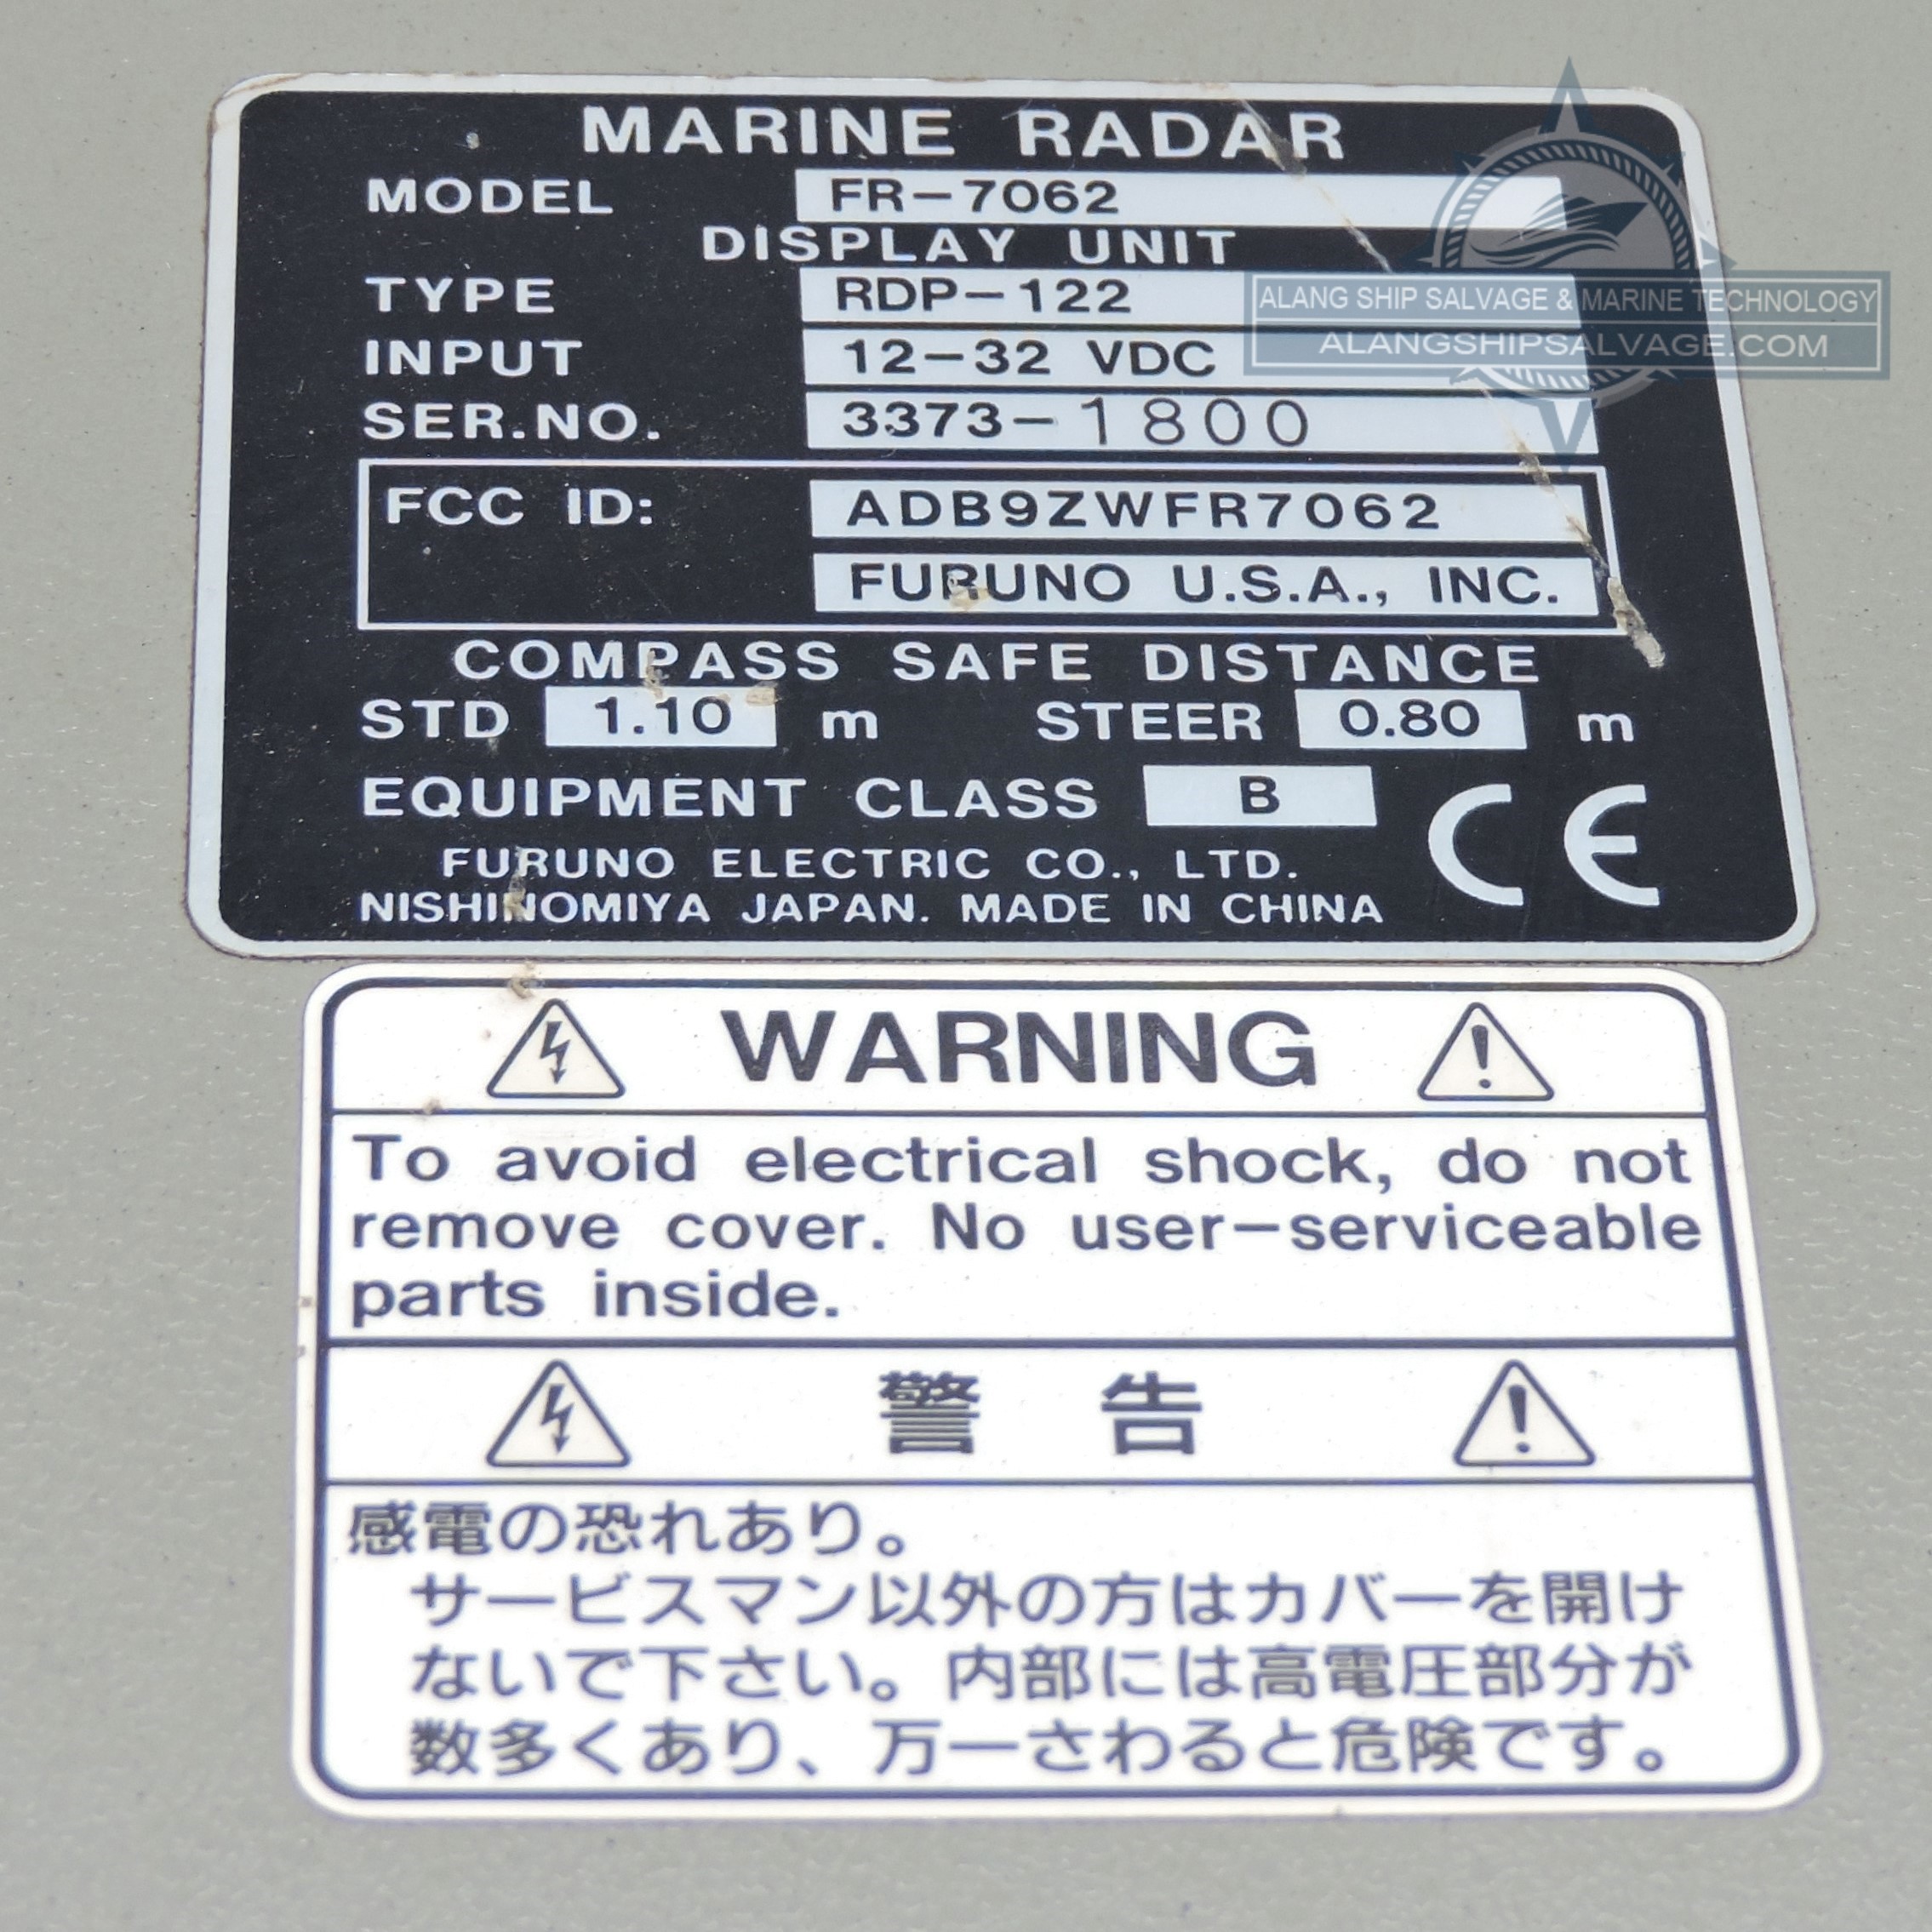 MARINE RADAR
MODEL FR-7062
DISPLAY UNIT
TYPE RDP-122
INPUT 12-32 VDC
SER.NO. 3373-1800
FCC ID: ADB9ZWFR7062
FURUNO U.S.A., INC.
COMPASS SAFE DISTANCE
STD 1.10 m STEER 0.80 m
EQUIPMENT CLASS B CE
FURUNO ELECTRIC CO., LTD.
NISHINOMIYA JAPAN. MADE IN CHINA
ALANG SHIP SALVAGE & MARINE TECHNOLOGY
ALANGSHIPSALVAGE.COM
WARNING
To avoid electrical shock, do not
remove cover. No user-serviceable
parts inside.
警告
感電の恐れあり。
サービスマン以外の方はカバーを開け
ないで下さい。内部には高電圧部分が
数多くあり、万一さわると危険です。